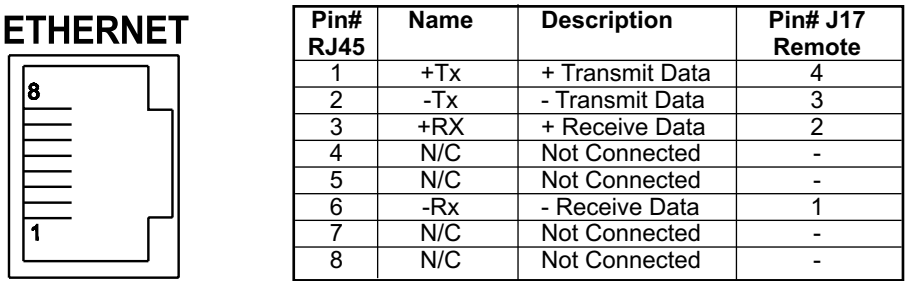 ETHERNET
8
1
Pin# RJ45 Name Description Pin# J17 Remote
1 +Tx + Transmit Data 4
2 -Tx - Transmit Data 3
3 +RX + Receive Data 2
4 N/C Not Connected -
5 N/C Not Connected -
6 -Rx - Receive Data 1
7 N/C Not Connected -
8 N/C Not Connected -